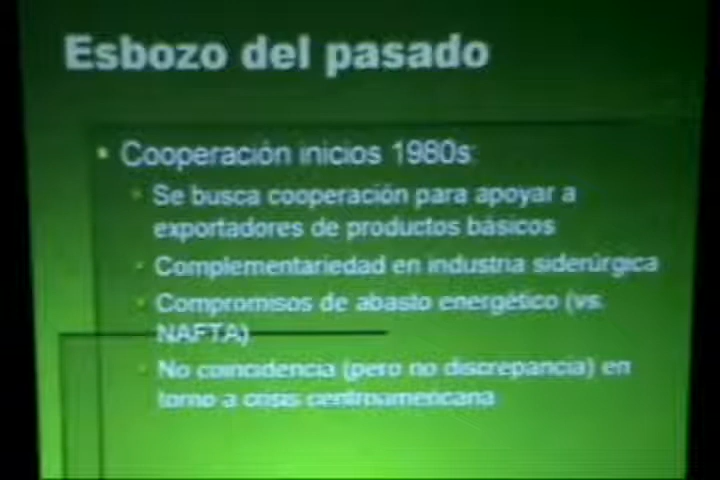 Esbozo del pasado
Cooperación inicios 1980s:
Se busca cooperación para apoyar a
exportadores de productos básicos
Complementariedad en industria siderúrgica
Compromisos de abasto energético (vs.
NAFTA)
No coincidencia (pero no discrepancia) en
torno a crisis centroamericana